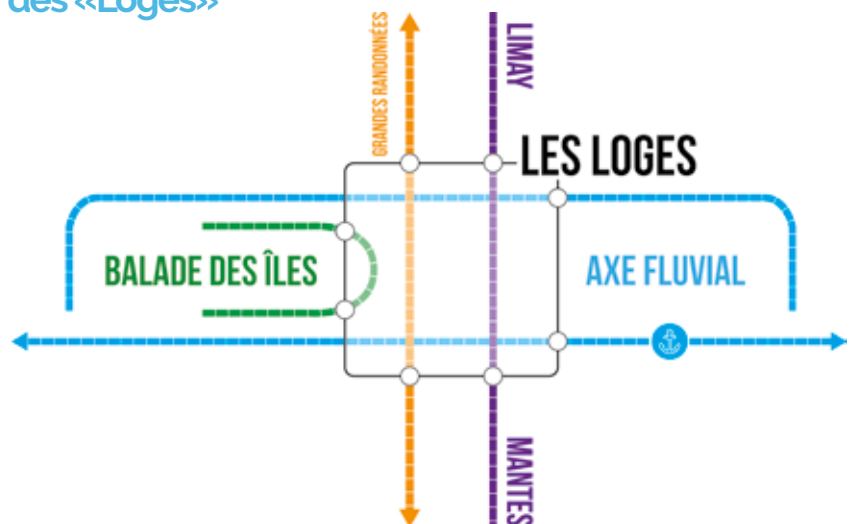 des «Loges»
GRANDES RANDONNÉES
LIMAY
LES LOGES
BALADE DES ÎLES
AXE FLUVIAL
MANTES